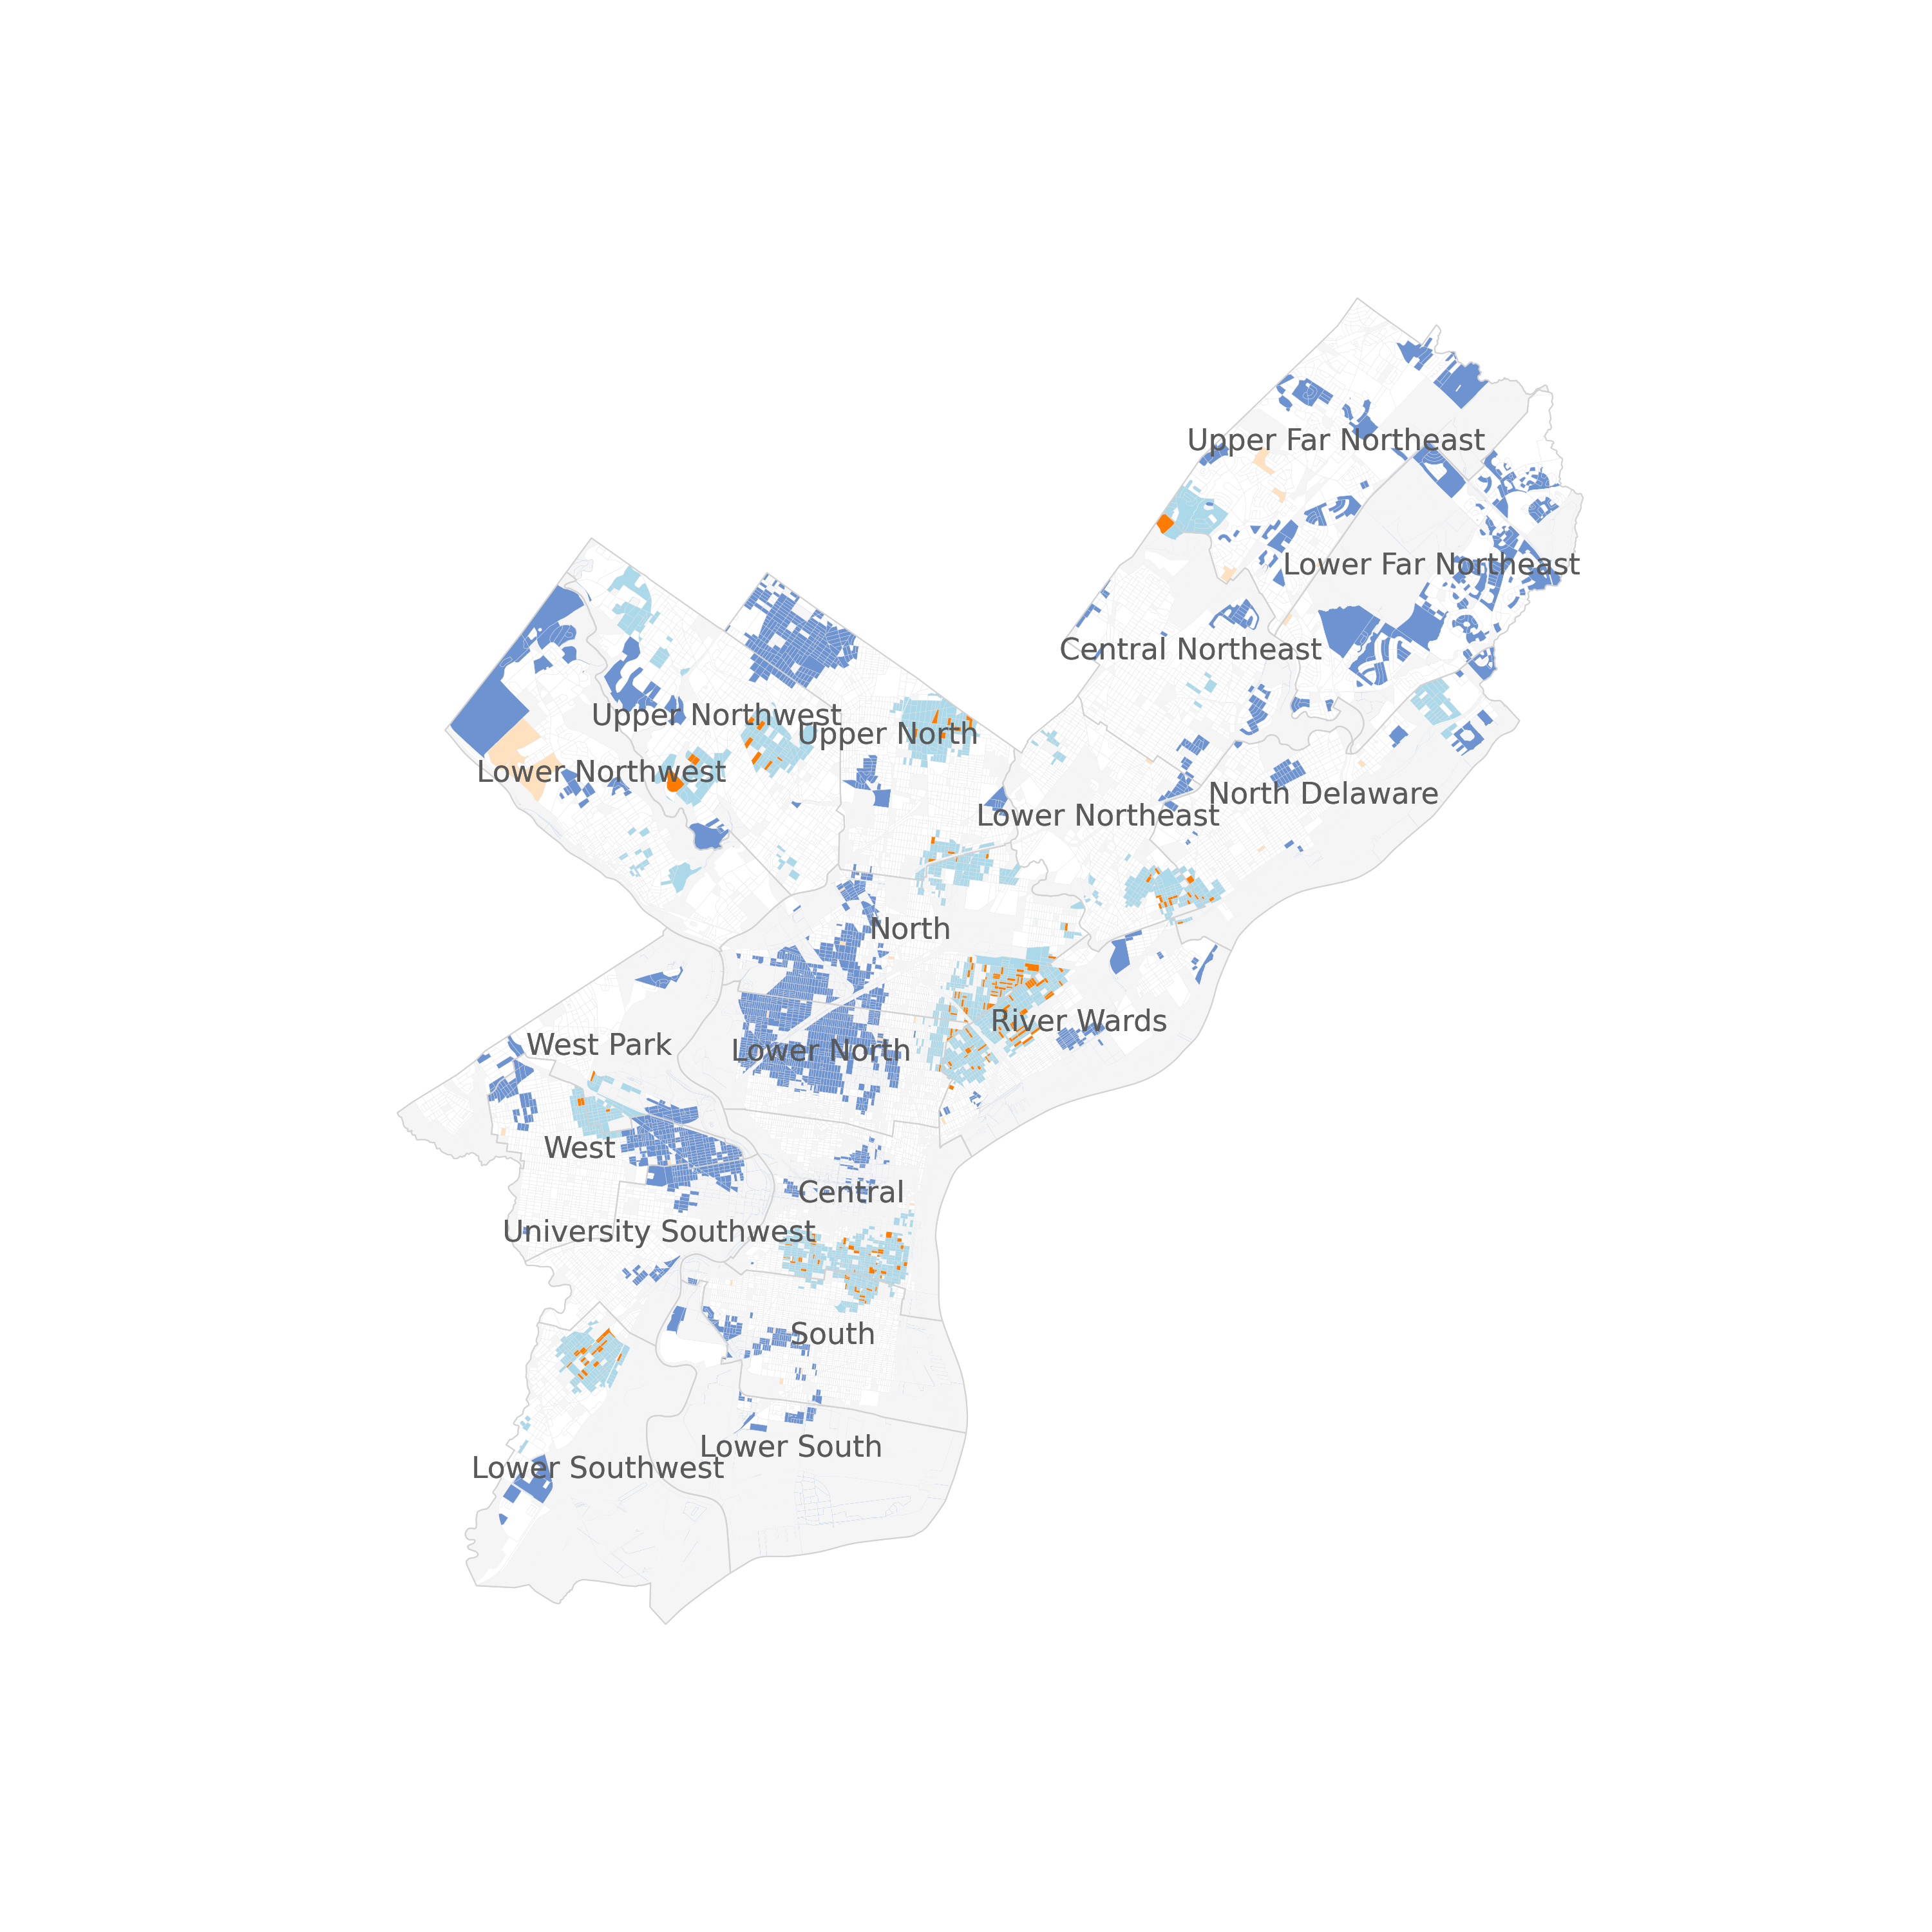 Upper Far Northeast
Lower Far Northeast
Central Northeast
Upper Northwest
Upper North
Lower Northwest
North Delaware
Lower Northeast
North
River Wards
West Park
Lower North
West
Central
University Southwest
South
Lower South
Lower Southwest